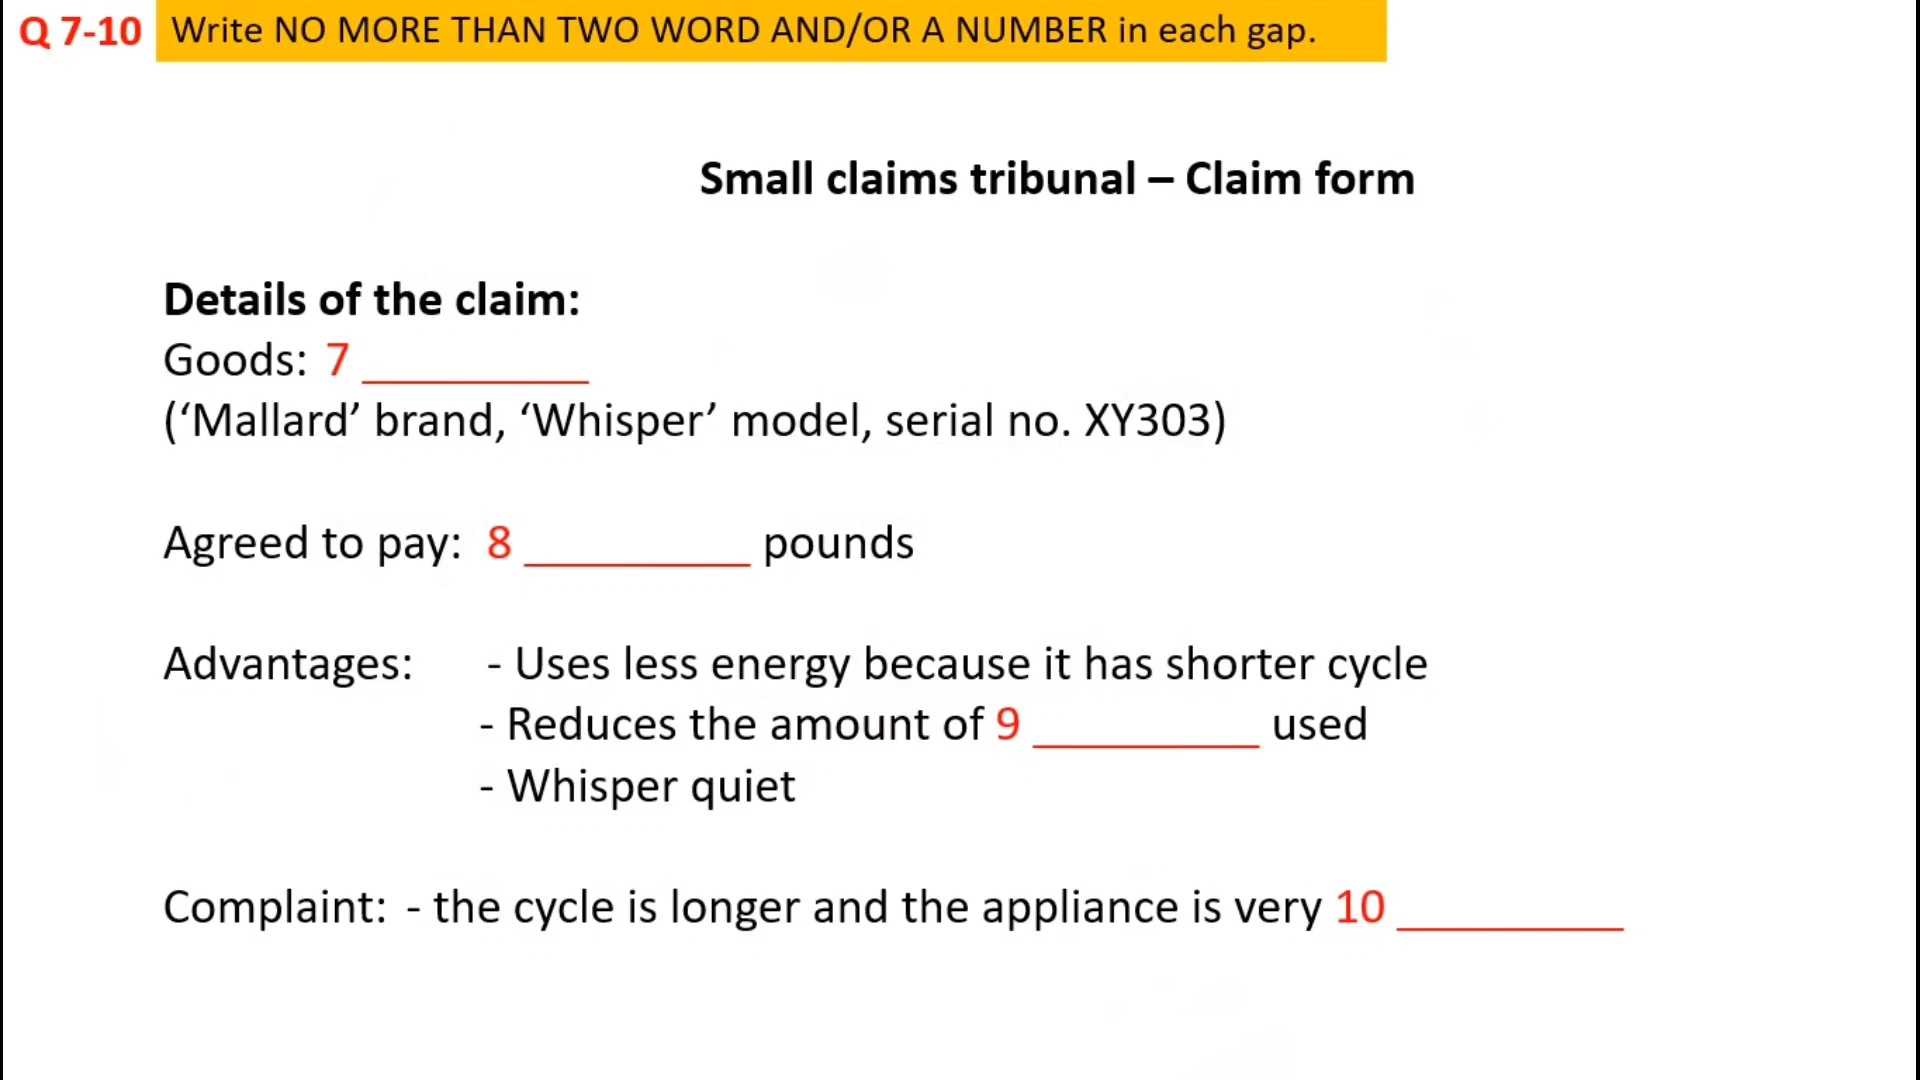 Q 7-10 Write NO MORE THAN TWO WORD AND/OR A NUMBER in each gap.
Small claims tribunal – Claim form
Details of the claim:
Goods: 7 __________
(‘Mallard’ brand, ‘Whisper’ model, serial no. XY303)
Agreed to pay: 8 __________ pounds
Advantages: - Uses less energy because it has shorter cycle
- Reduces the amount of 9 __________ used
- Whisper quiet
Complaint: - the cycle is longer and the appliance is very 10 __________